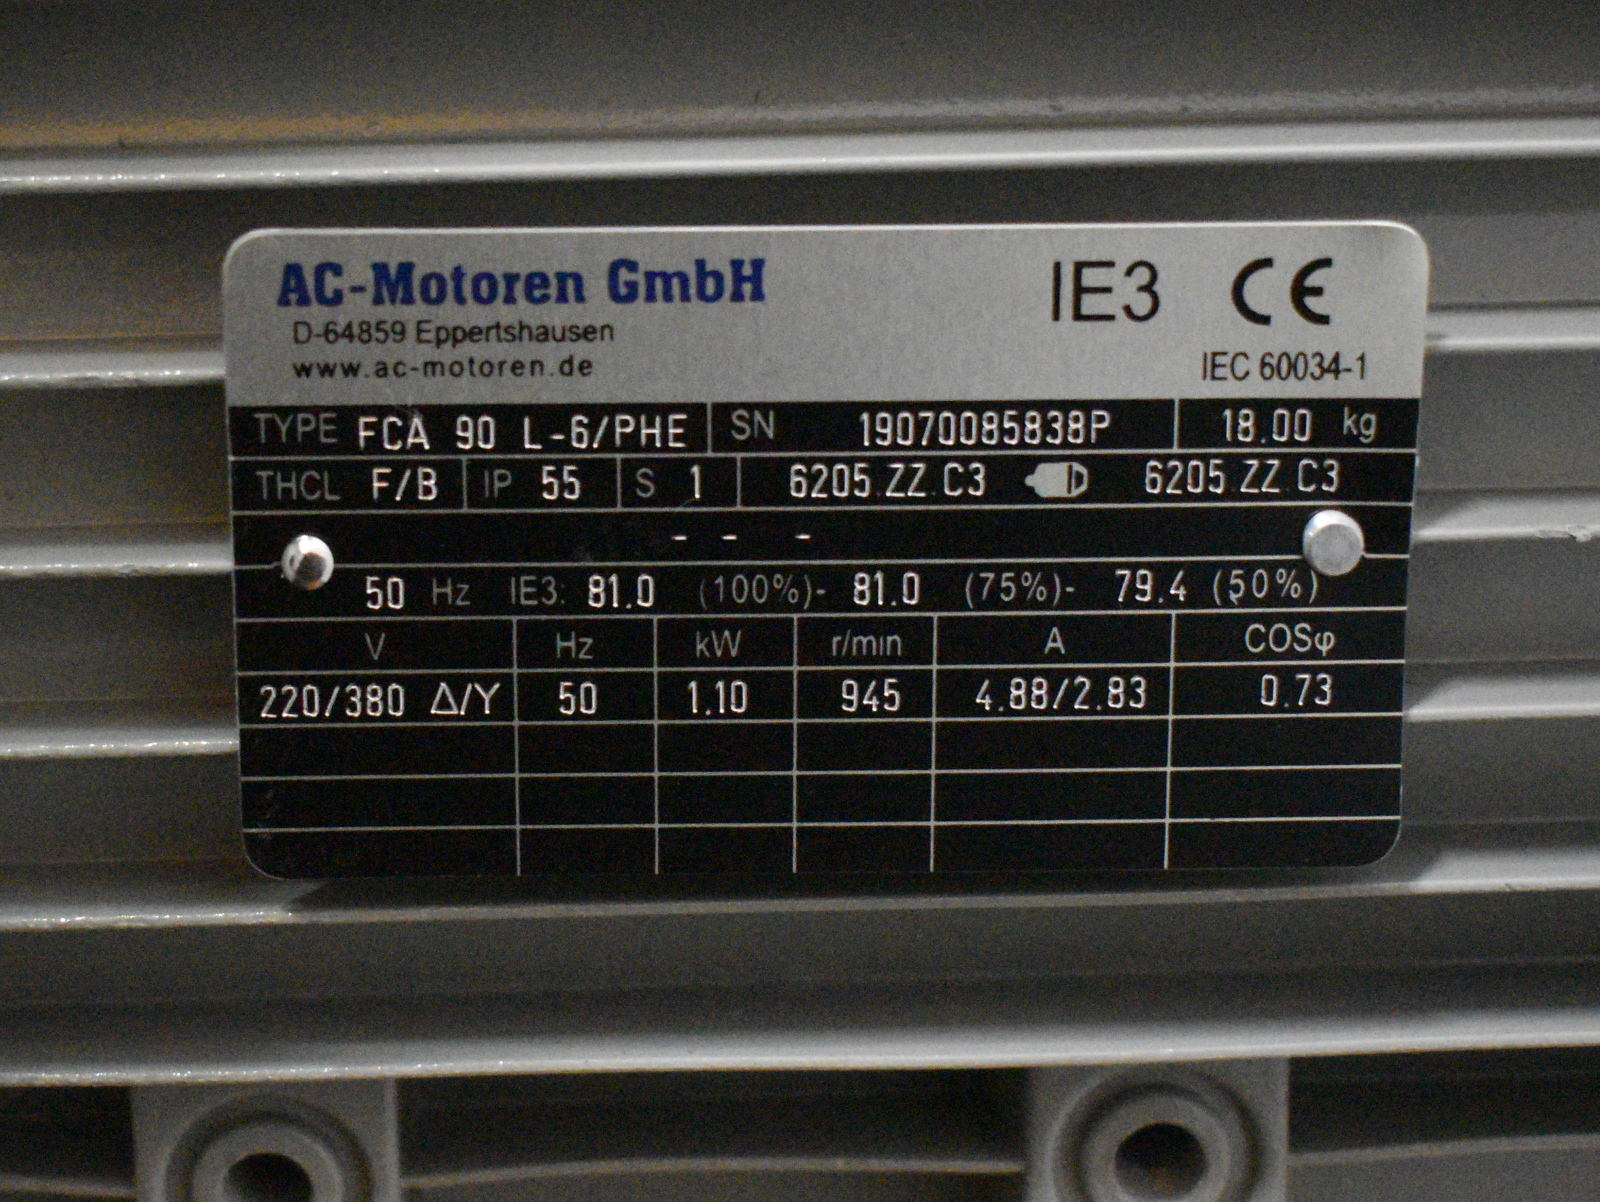 AC-Motoren GmbH
IE3 CE
D-64859 Eppertshausen
www.ac-motoren.de
IEC 60034-1
TYPE FCA 90 L-6/PHE SN 19070085838P 18.00 kg
THCL F/B IP 55 S 1 6205 ZZ C3 6205 ZZ C3
- - -
50 Hz IE3: 81.0 (100%)- 81.0 (75%)- 79.4 (50%)
V Hz kW r/min A COSφ
220/380 Δ/Y 50 1.10 945 4.88/2.83 0.73